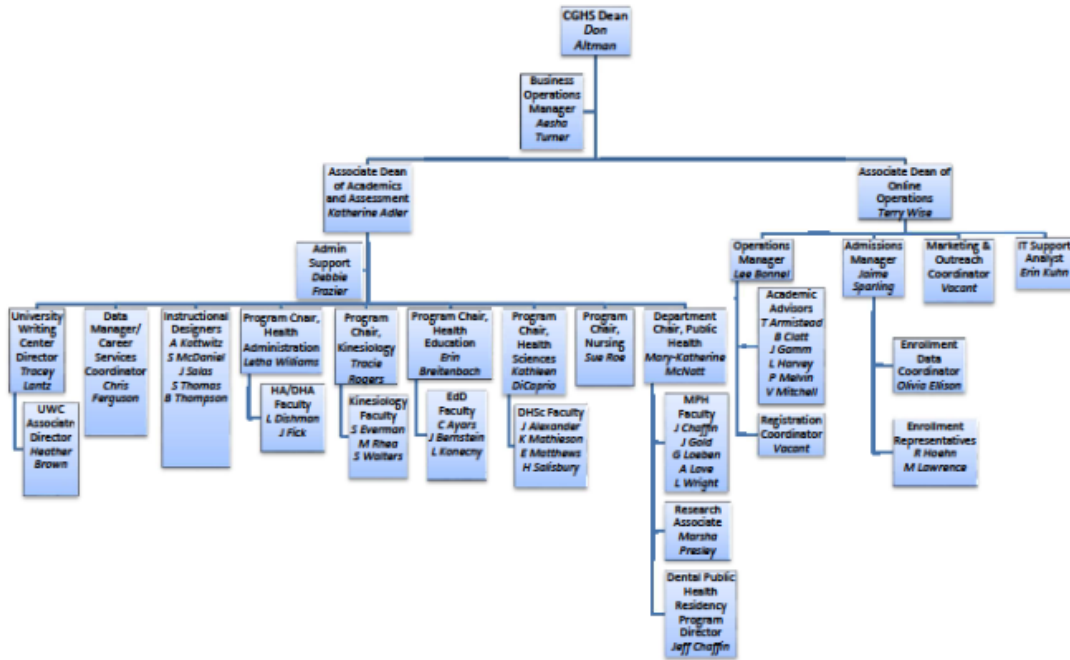 CGHS Dean
Don
Altman
Business
Operations
Manager
Aesha
Turner
Associate Dean
of Academics
and Assessment
Katherine Adler
Associate Dean of
Online
Operations
Terry Wise
Admin
Support
Debbie
Frazier
Operations
Manager
Lee Bonnel
Admissions
Manager
Jaime
Sparling
Marketing &
Outreach
Coordinator
Vacant
IT Support
Analyst
Erin Kuhn
University
Writing
Center
Director
Tracey
Lantz
Data
Manager/
Career
Services
Coordinator
Chris
Ferguson
Instructional
Designers
A Kottwitz
S McDaniel
J Salas
S Thomas
B Thompson
Program Chair,
Health
Administration
Letha Williams
Program
Chair,
Kinesiology
Tracie
Rogers
Program Chair,
Health
Education
Erin
Breitenbach
Program
Chair,
Health
Sciences
Kathleen
DiCaprio
Program
Chair,
Nursing
Sue Roe
Department
Chair, Public
Health
Mary-Katherine
McNatt
Academic
Advisors
T Armistead
B Clatt
J Gamm
L Harvey
P Melvin
V Mitchell
Enrollment
Data
Coordinator
Olivia Ellison
UWC
Associate
Director
Heather
Brown
HA/DHA
Faculty
L Dishman
J Fick
Kinesiology
Faculty
S Everman
M Rhea
S Walters
EdD
Faculty
C Ayars
J Bernstein
L Konecny
DHSc Faculty
J Alexander
K Mathieson
E Matthews
H Salisbury
MPH
Faculty
J Chaffin
J Gold
G Loeben
A Love
L Wright
Registration
Coordinator
Vacant
Enrollment
Representatives
R Hoehn
M Lawrence
Research
Associate
Marsha
Presley
Dental Public
Health
Residency
Program
Director
Jeff Chaffin